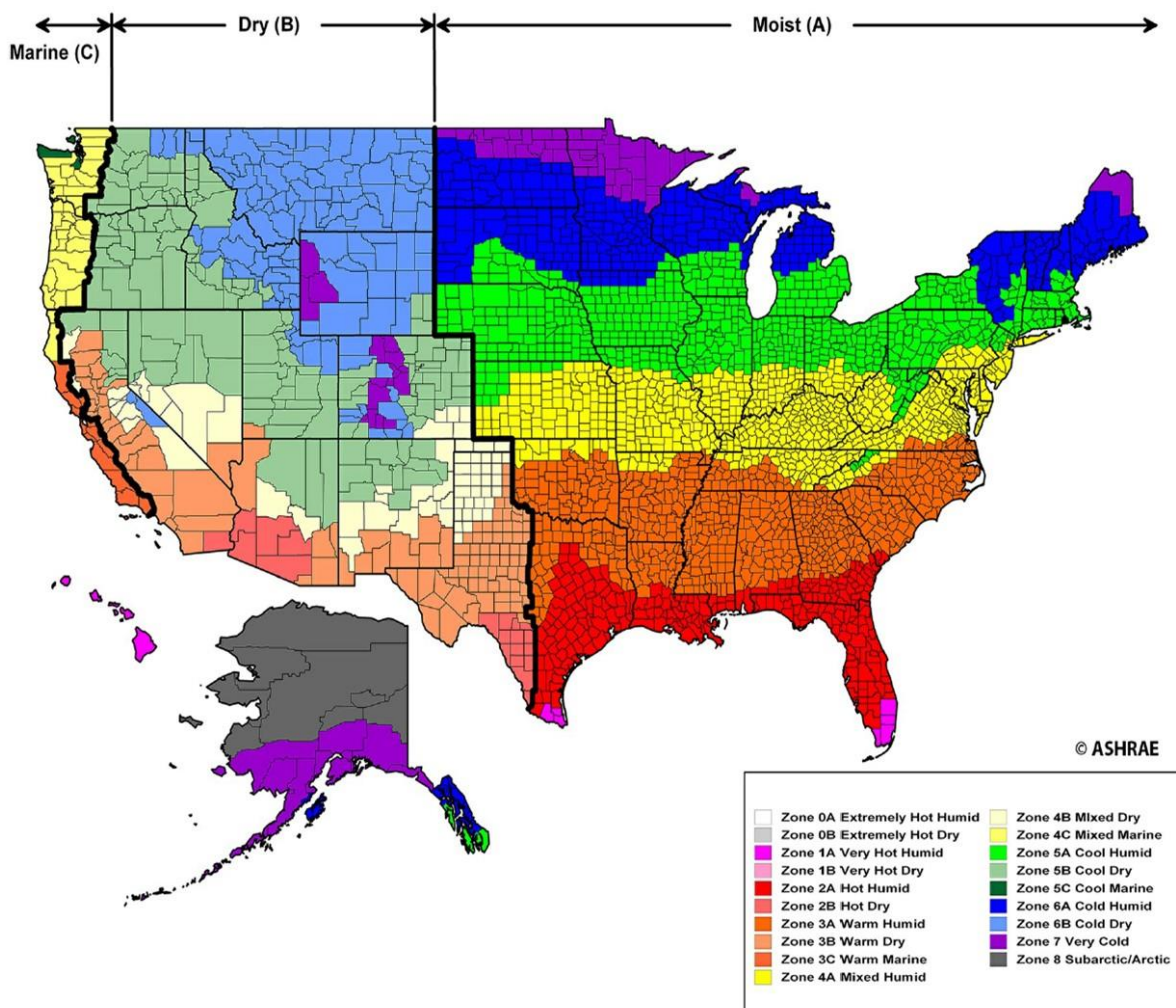 Marine (C)
Dry (B)
Moist (A)
© ASHRAE
Zone 0A Extremely Hot Humid
Zone 0B Extremely Hot Dry
Zone 1A Very Hot Humid
Zone 1B Very Hot Dry
Zone 2A Hot Humid
Zone 2B Hot Dry
Zone 3A Warm Humid
Zone 3B Warm Dry
Zone 3C Warm Marine
Zone 4A Mixed Humid
Zone 4B Mixed Dry
Zone 4C Mixed Marine
Zone 5A Cool Humid
Zone 5B Cool Dry
Zone 5C Cool Marine
Zone 6A Cold Humid
Zone 6B Cold Dry
Zone 7 Very Cold
Zone 8 Subarctic/Arctic